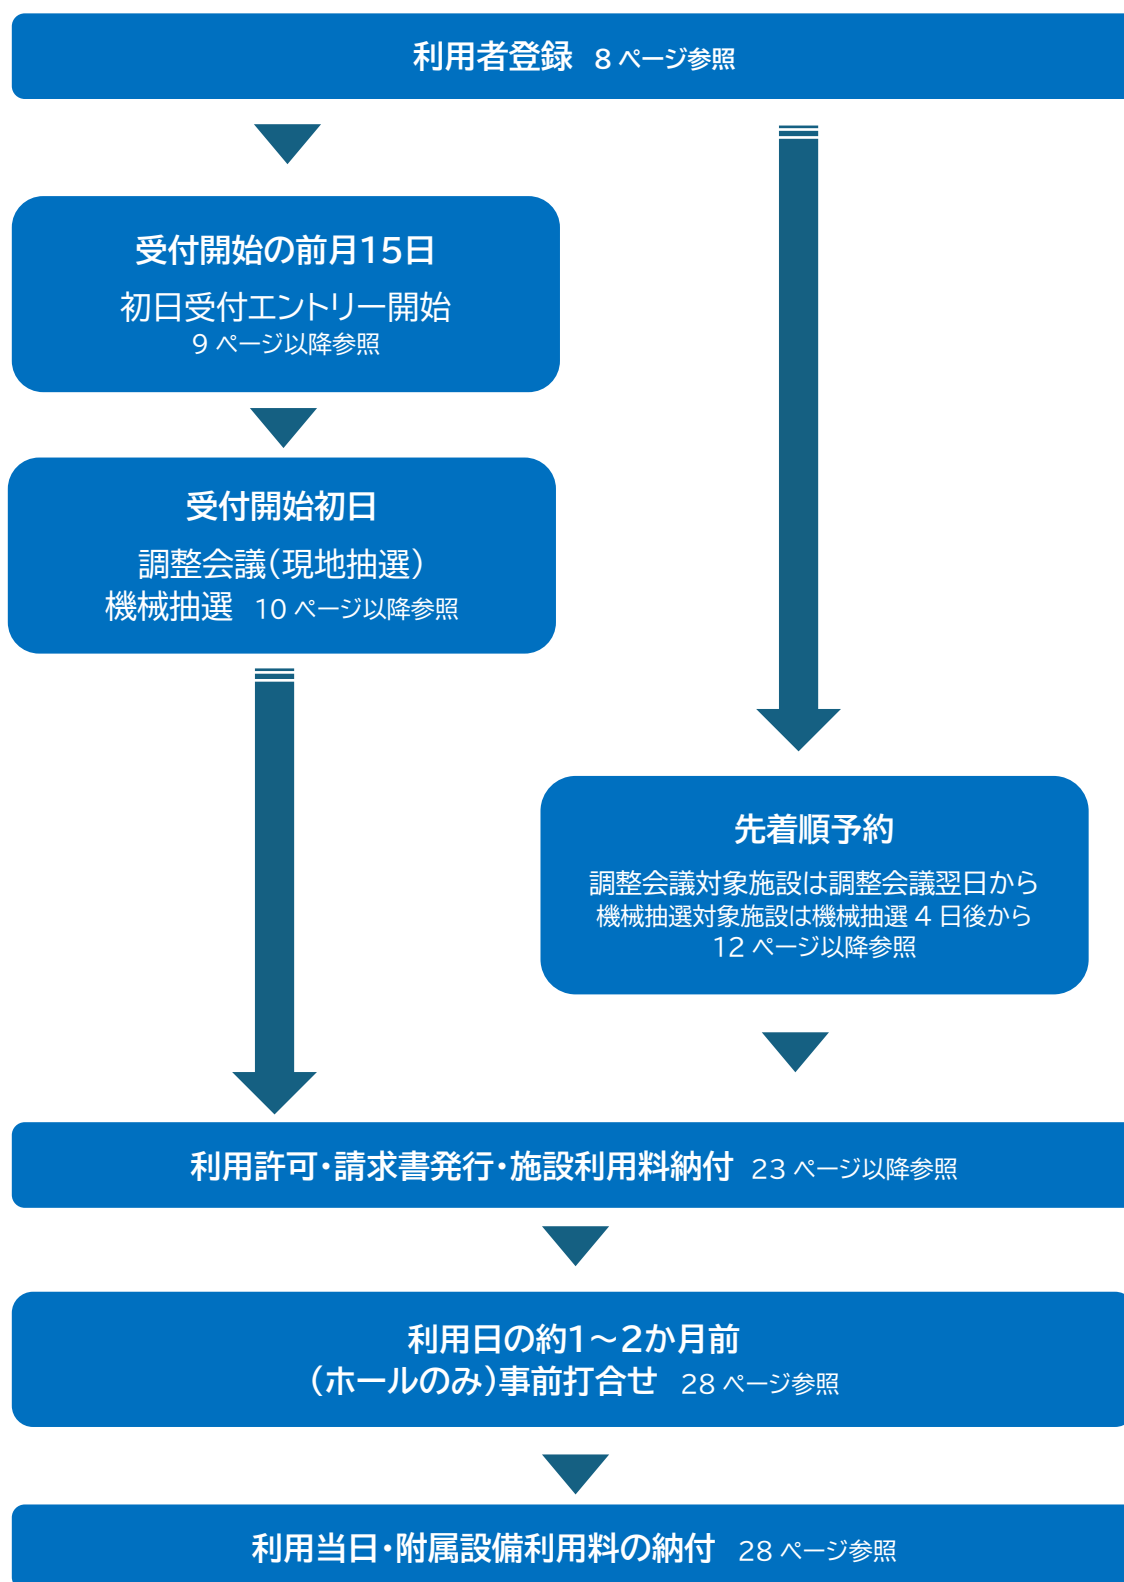 利用者登録 8 ページ参照
受付開始の前月15日
初日受付エントリー開始
9 ページ以降参照
受付開始初日
調整会議(現地抽選)
機械抽選 10 ページ以降参照
先着順予約
調整会議対象施設は調整会議翌日から
機械抽選対象施設は機械抽選 4 日後から
12 ページ以降参照
利用許可・請求書発行・施設利用料納付 23 ページ以降参照
利用日の約1～2か月前
(ホールのみ)事前打合せ 28 ページ参照
利用当日・附属設備利用料の納付 28 ページ参照